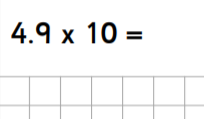 4.9 x 10 =